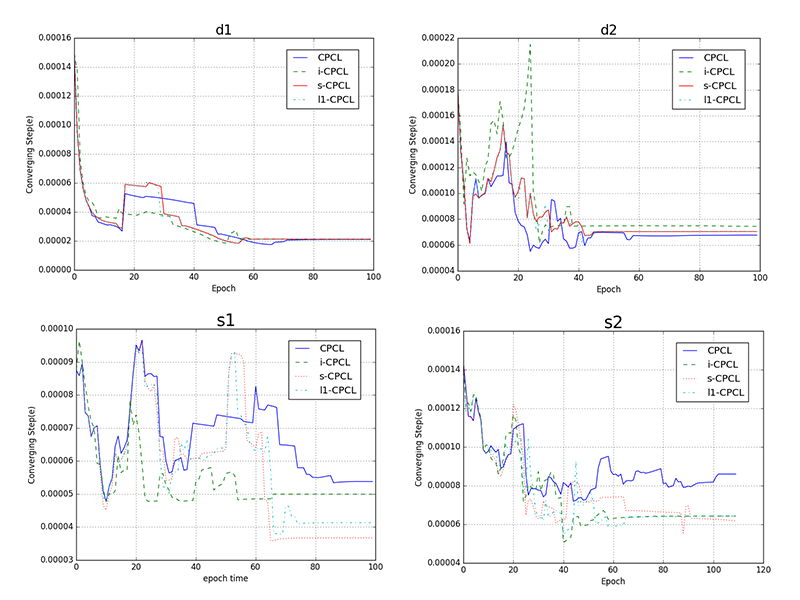 d1
0.00016
0.00014
0.00012
0.00010
0.00008
0.00006
0.00004
0.00002
0.00000
Converging Step(e)
CPCL
i-CPCL
s-CPCL
l1-CPCL
0 20 40 60 80 100
Epoch
d2
0.00022
0.00020
0.00018
0.00016
0.00014
0.00012
0.00010
0.00008
0.00006
0.00004
Converging Step(e)
CPCL
i-CPCL
s-CPCL
l1-CPCL
0 20 40 60 80 100
Epoch
s1
0.00010
0.00009
0.00008
0.00007
0.00006
0.00005
0.00004
0.00003
Converging Step(e)
CPCL
i-CPCL
s-CPCL
l1-CPCL
0 20 40 60 80 100
epoch time
s2
0.00016
0.00014
0.00012
0.00010
0.00008
0.00006
0.00004
Converging Step(e)
CPCL
i-CPCL
s-CPCL
l1-CPCL
0 20 40 60 80 100 120
Epoch